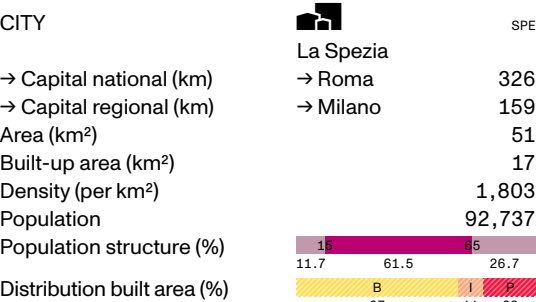 CITY SPE
La Spezia
→ Capital national (km) → Roma 326
→ Capital regional (km) → Milano 159
Area (km²) 51
Built-up area (km²) 17
Density (per km²) 1,803
Population 92,737
Population structure (%) 15 65
11.7 61.5 26.7
Distribution built area (%) B I P